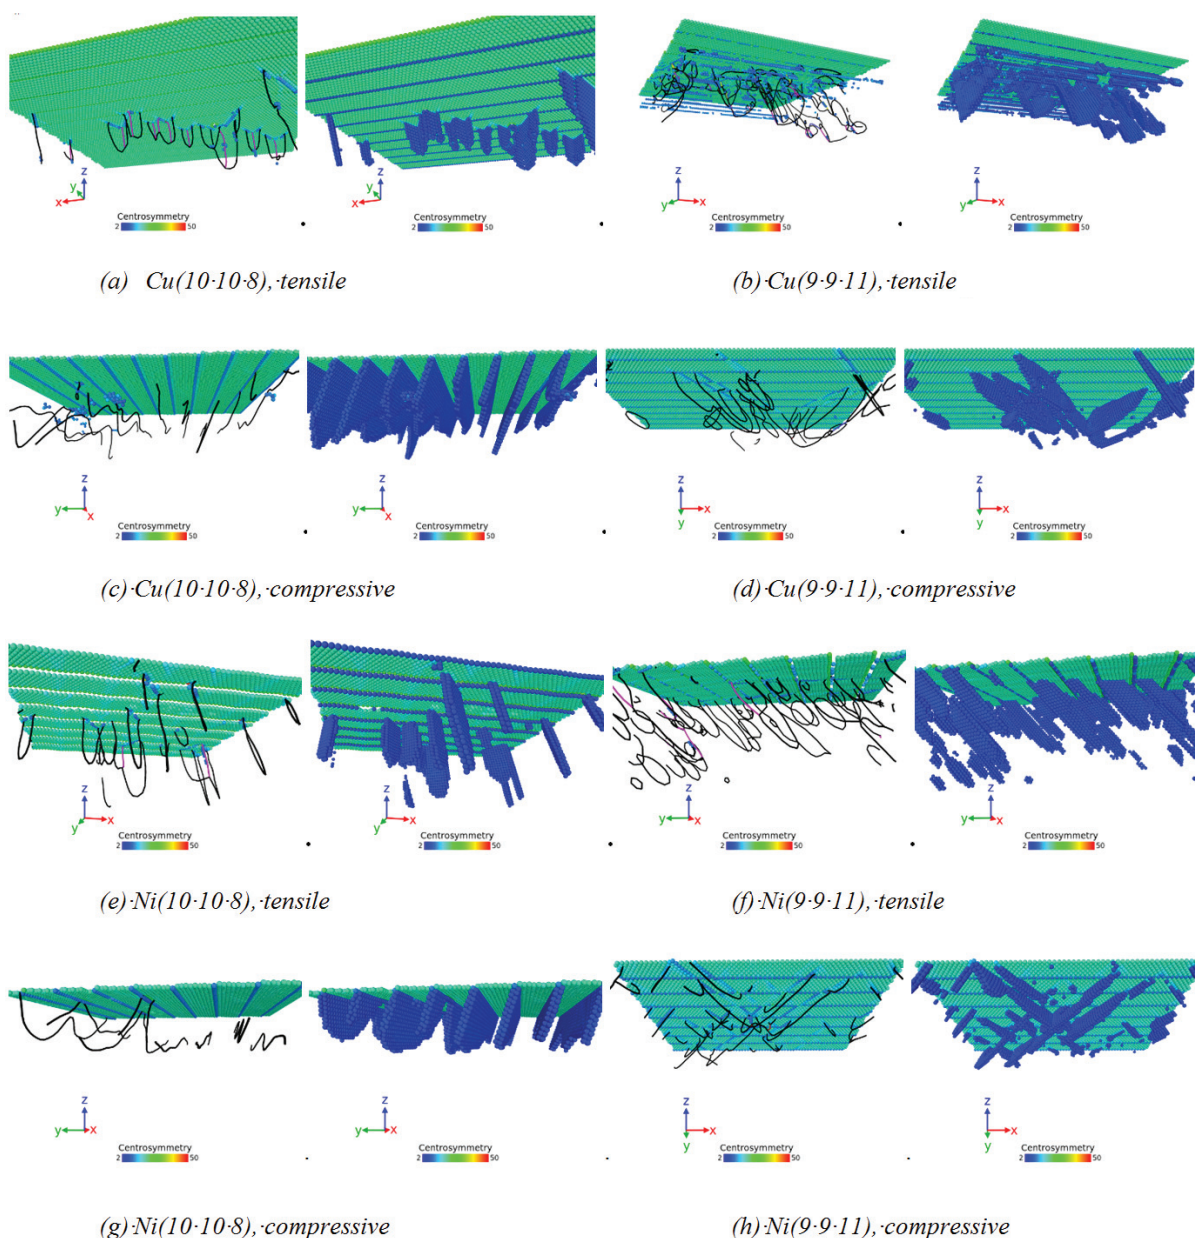 z
y
x
Centrosymmetry
2 50
z
y
x
Centrosymmetry
2 50
z
y
x
Centrosymmetry
2 50
z
y
x
Centrosymmetry
2 50
(a) Cu(10·10·8),·tensile
(b)·Cu(9·9·11),·tensile
z
y
x
Centrosymmetry
2 50
z
y
x
Centrosymmetry
2 50
z
x
y
Centrosymmetry
2 50
z
x
y
Centrosymmetry
2 50
(c)·Cu(10·10·8),·compressive
(d)·Cu(9·9·11),·compressive
z
x
y
Centrosymmetry
2 50
z
x
y
Centrosymmetry
2 50
z
y x
Centrosymmetry
2 50
z
y x
Centrosymmetry
2 50
(e)·Ni(10·10·8),·tensile
(f)·Ni(9·9·11),·tensile
z
y x
Centrosymmetry
2 50
z
y x
Centrosymmetry
2 50
z
x
y
Centrosymmetry
2 50
z
x
y
Centrosymmetry
2 50
(g)·Ni(10·10·8),·compressive
(h)·Ni(9·9·11),·compressive